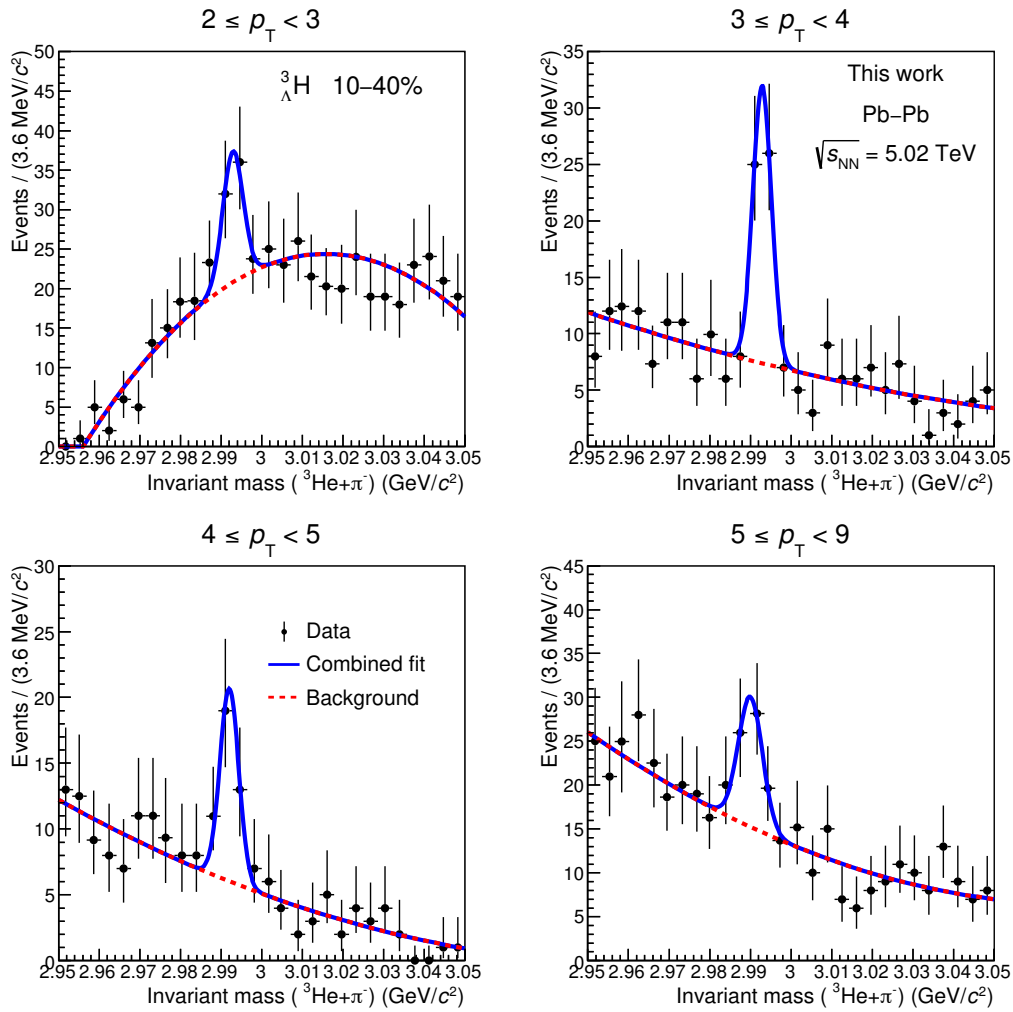 2 ≤ p_T < 3
Events / (3.6 MeV/c²)
50
45
40
35
30
25
20
15
10
5
0
³_ΛH 10–40%
2.95 2.96 2.97 2.98 2.99 3 3.01 3.02 3.03 3.04 3.05
Invariant mass ( ³He+π⁻) (GeV/c²)
3 ≤ p_T < 4
Events / (3.6 MeV/c²)
35
30
25
20
15
10
5
0
This work
Pb–Pb
√s_NN = 5.02 TeV
2.95 2.96 2.97 2.98 2.99 3 3.01 3.02 3.03 3.04 3.05
Invariant mass ( ³He+π⁻) (GeV/c²)
4 ≤ p_T < 5
Events / (3.6 MeV/c²)
30
25
20
15
10
5
0
Data
Combined fit
Background
2.95 2.96 2.97 2.98 2.99 3 3.01 3.02 3.03 3.04 3.05
Invariant mass ( ³He+π⁻) (GeV/c²)
5 ≤ p_T < 9
Events / (3.6 MeV/c²)
45
40
35
30
25
20
15
10
5
0
2.95 2.96 2.97 2.98 2.99 3 3.01 3.02 3.03 3.04 3.05
Invariant mass ( ³He+π⁻) (GeV/c²)